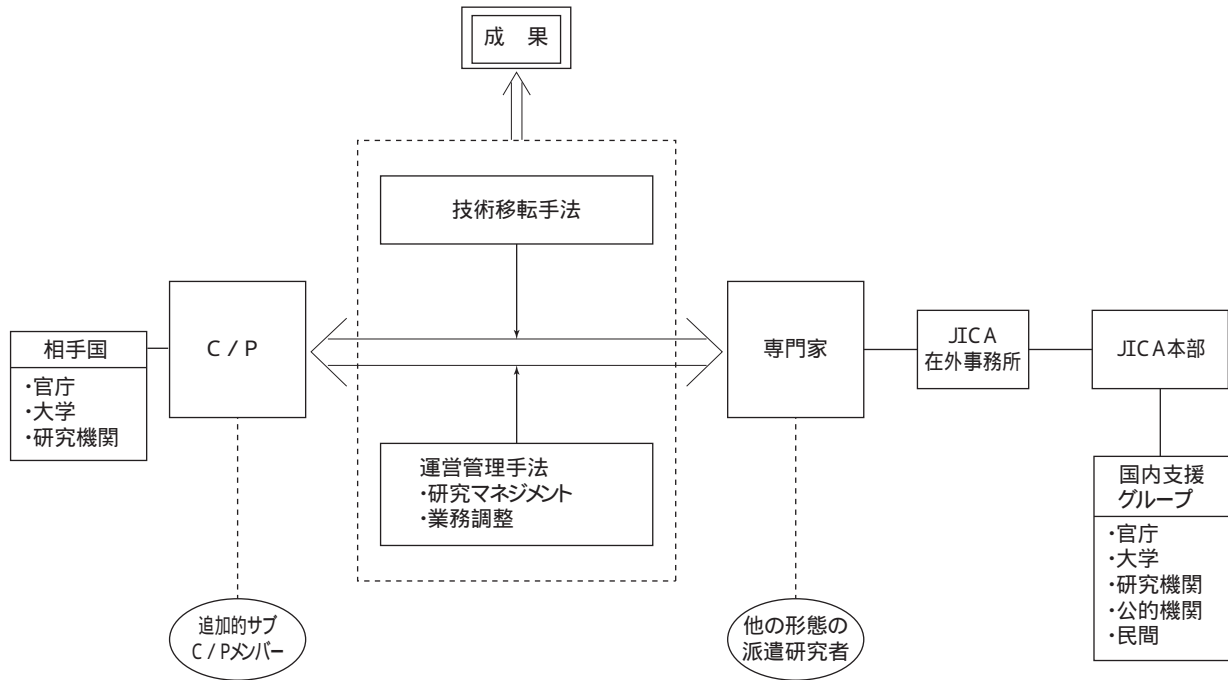 成　果
技術移転手法
相手国
・官庁
・大学
・研究機関
C / P
専門家
JICA
在外事務所
JICA本部
運営管理手法
・研究マネジメント
・業務調整
国内支援
グループ
・官庁
・大学
・研究機関
・公的機関
・民間
追加的サブ
C / Pメンバー
他の形態の
派遣研究者